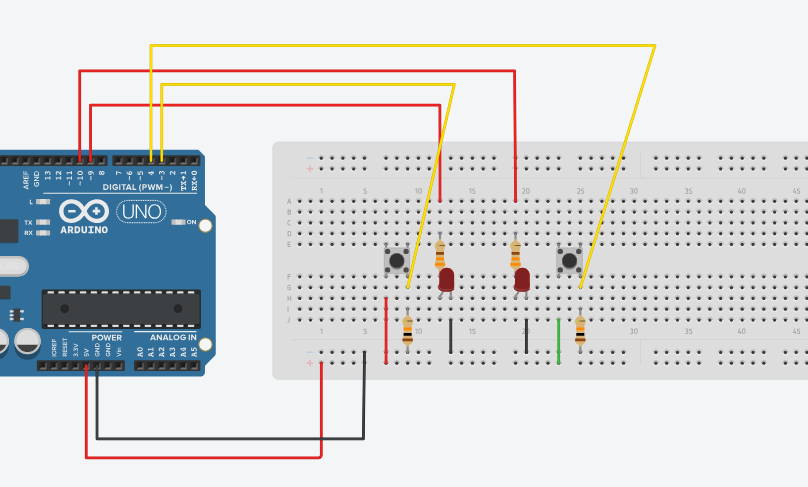 AREF
GND
13
12
~11
~10
~9
8
7
~6
~5
4
~3
2
TX→1
RX←0
DIGITAL (PWM~)
L
TX
RX
UNO
ARDUINO
ON
POWER
ANALOG IN
IOREF
RESET
3.3V
5V
GND
GND
Vin
A0
A1
A2
A3
A4
A5
1 5 10 15 20 25 30 35 40 45
A
B
C
D
E
F
G
H
I
J
1 5 10 15 20 25 30 35 40 45